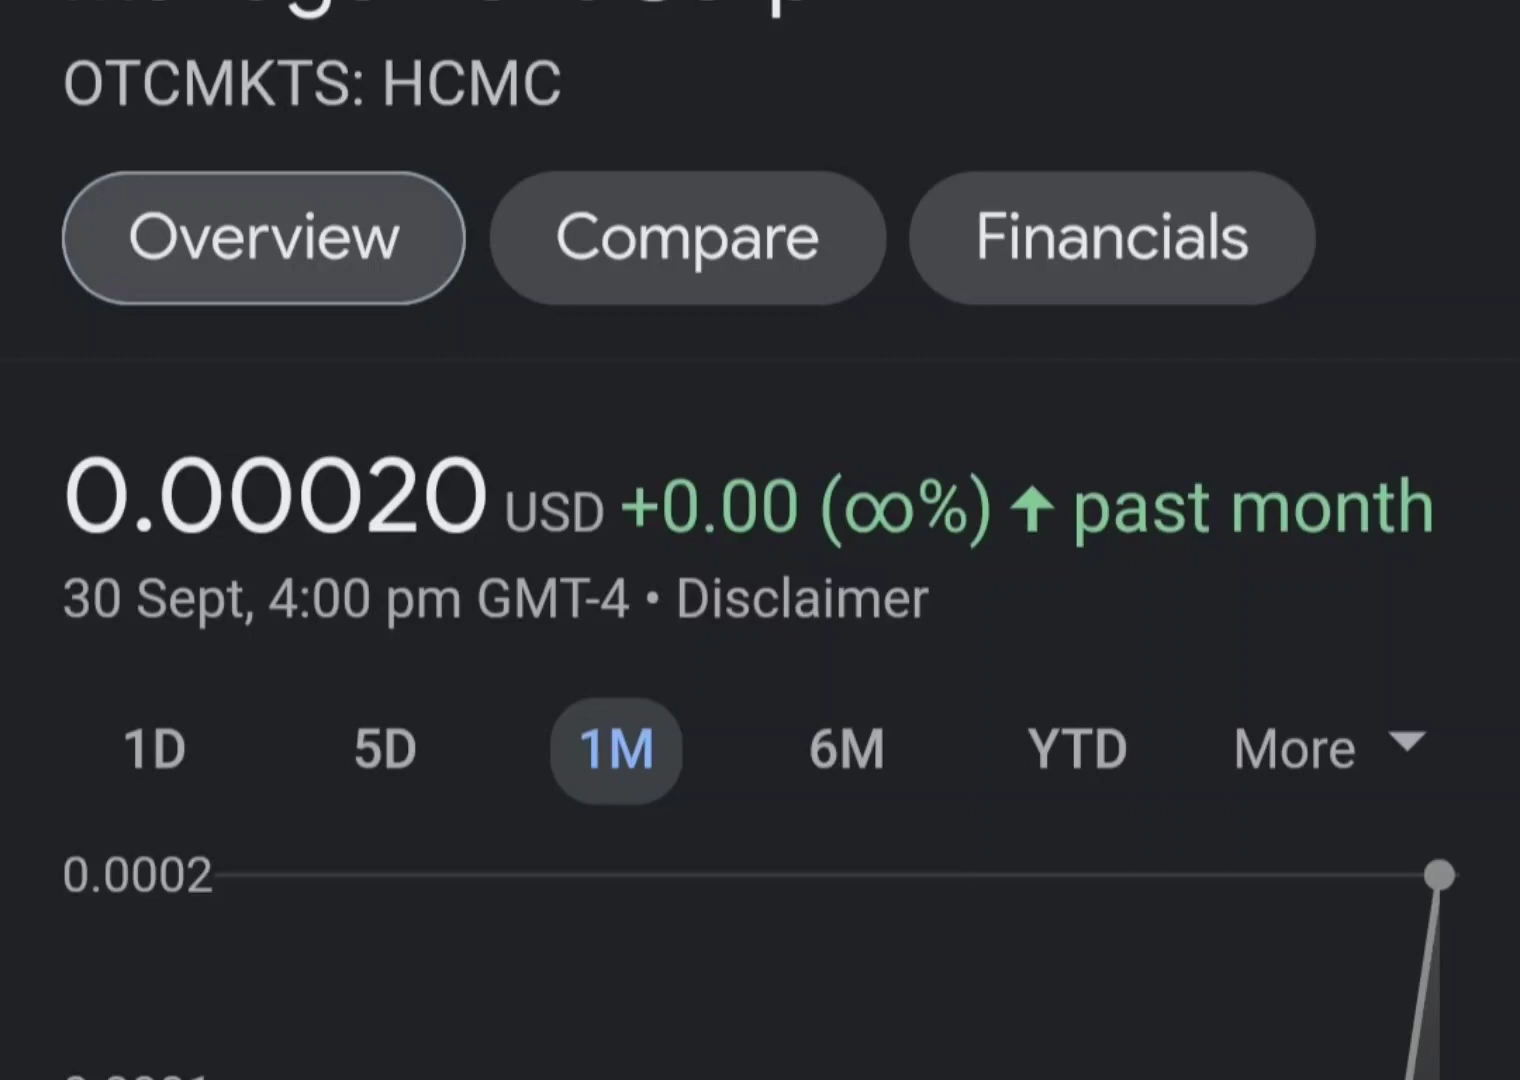 OTCMKTS: HCMC
Overview Compare Financials
0.00020 USD +0.00 (∞%) ↑ past month
30 Sept, 4:00 pm GMT-4 • Disclaimer
1D 5D 1M 6M YTD More
0.0002